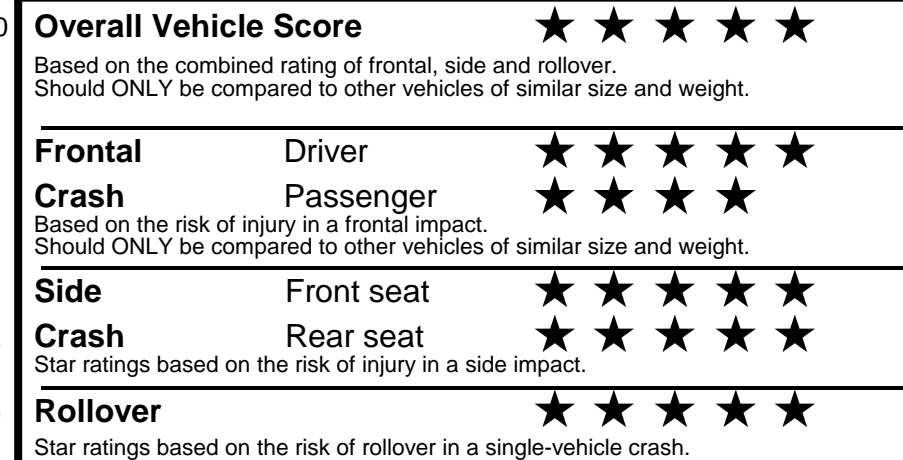 0
Overall Vehicle Score ★ ★ ★ ★ ★
Based on the combined rating of frontal, side and rollover.
Should ONLY be compared to other vehicles of similar size and weight.
Frontal Driver ★ ★ ★ ★ ★
Crash Passenger ★ ★ ★ ★
Based on the risk of injury in a frontal impact.
Should ONLY be compared to other vehicles of similar size and weight.
Side Front seat ★ ★ ★ ★ ★
Crash Rear seat ★ ★ ★ ★ ★
Star ratings based on the risk of injury in a side impact.
Rollover ★ ★ ★ ★ ★
Star ratings based on the risk of rollover in a single-vehicle crash.